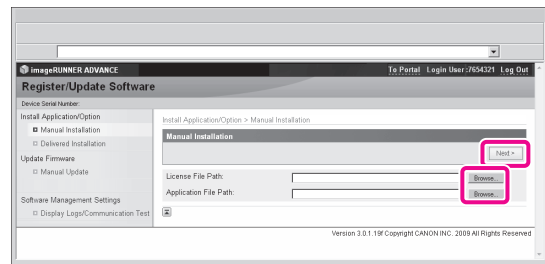 imageRUNNER ADVANCE To Portal Login User :7654321 Log Out
Register/Update Software
Device Serial Number:
Install Application/Option
Manual Installation
Delivered Installation
Update Firmware
Manual Update
Software Management Settings
Display Logs/Communication Test
Install Application/Option > Manual Installation
Manual Installation
Next >
License File Path: Browse...
Application File Path: Browse...
Version 3.0.1.19f Copyright CANON INC. 2009 All Rights Reserved